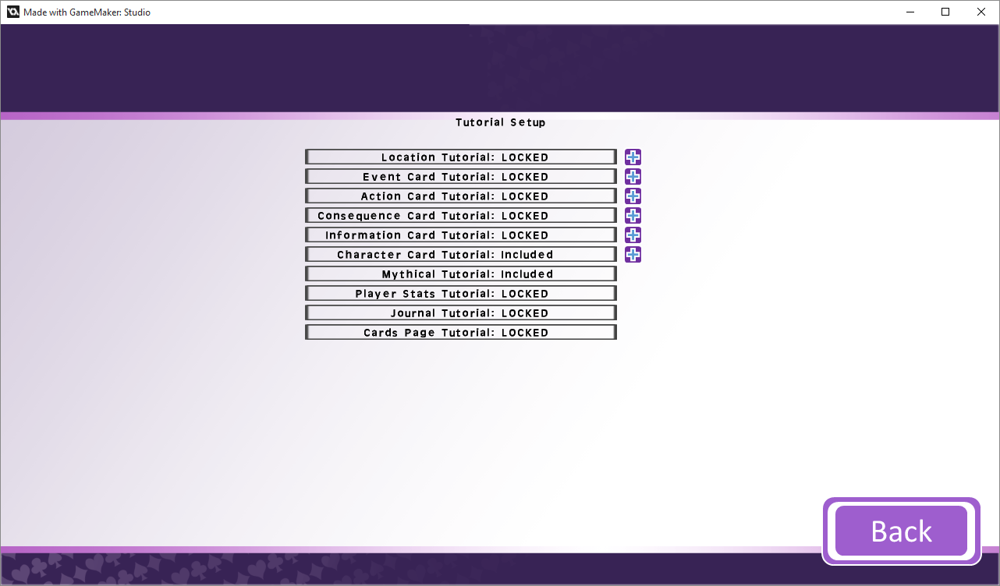 Made with GameMaker: Studio
Tutorial Setup
Location Tutorial: LOCKED
Event Card Tutorial: LOCKED
Action Card Tutorial: LOCKED
Consequence Card Tutorial: LOCKED
Information Card Tutorial: LOCKED
Character Card Tutorial: Included
Mythical Tutorial: Included
Player Stats Tutorial: LOCKED
Journal Tutorial: LOCKED
Cards Page Tutorial: LOCKED
Back